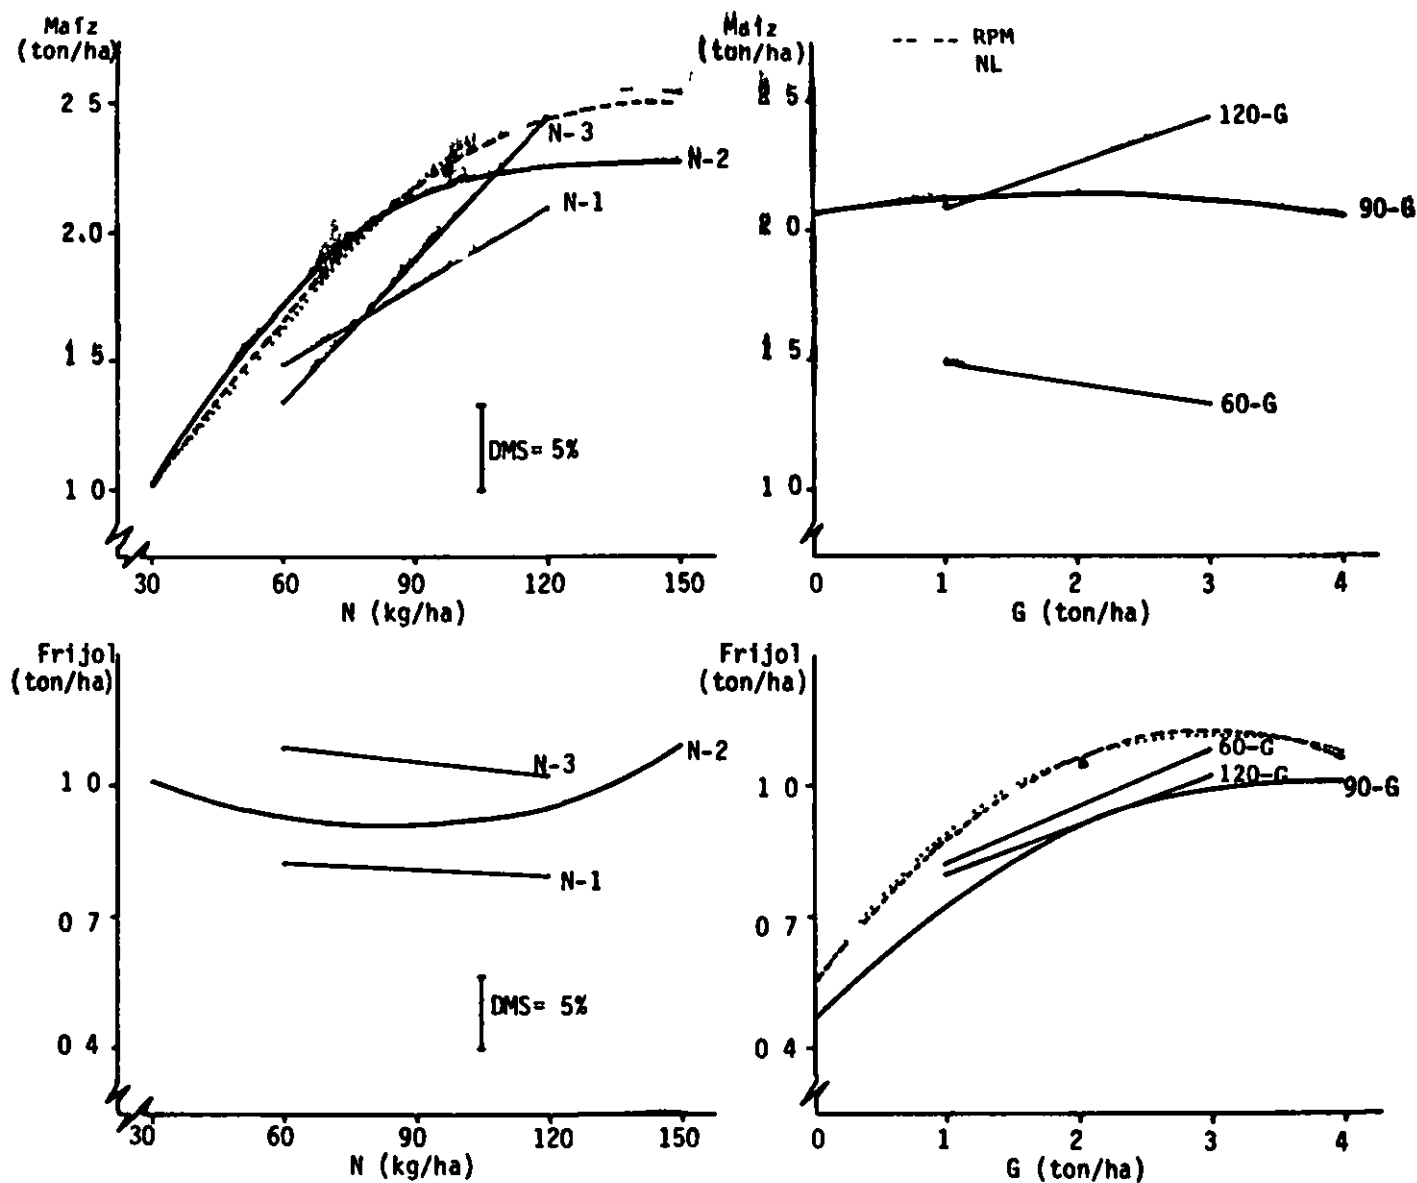 Maíz
(ton/ha)
2 5
2.0
1 5
1 0
N-3
N-2
N-1
DMS= 5%
30 60 90 120 150
N (kg/ha)
Maíz
(ton/ha)
2 5
2 0
1 5
1 0
-- -- RPM
NL
120-G
90-G
60-G
0 1 2 3 4
G (ton/ha)
Frijol
(ton/ha)
1 0
0 7
0 4
N-3
N-2
N-1
DMS= 5%
30 60 90 120 150
N (kg/ha)
Frijol
(ton/ha)
1 0
0 7
0 4
60-G
120-G
90-G
0 1 2 3 4
G (ton/ha)